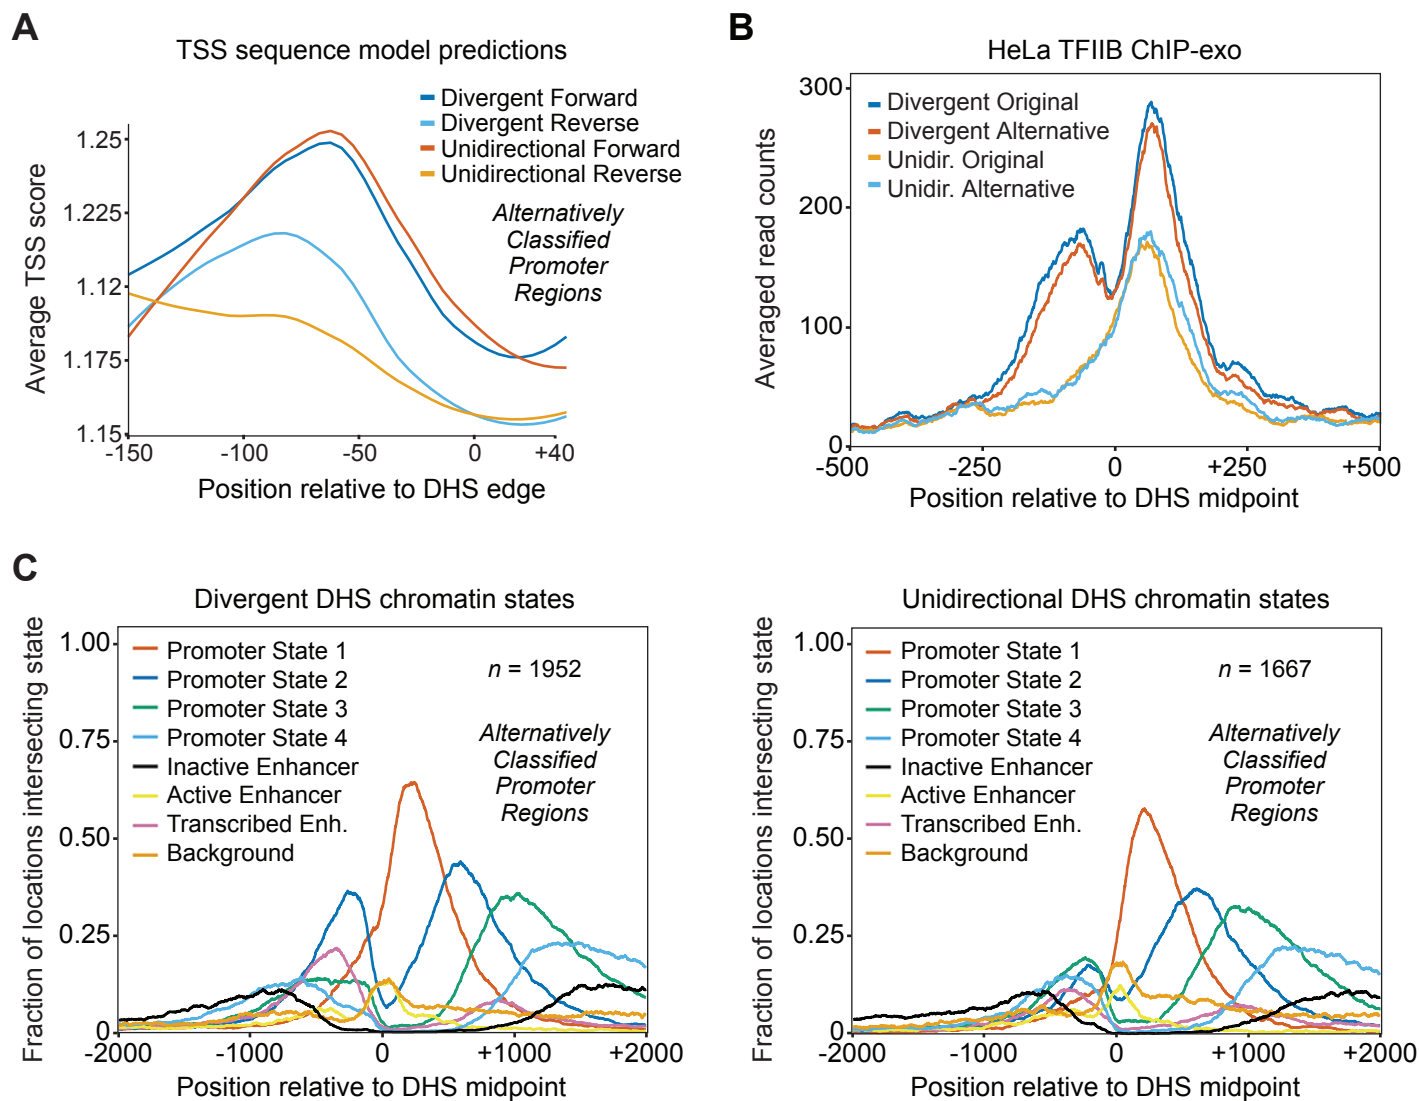 A
TSS sequence model predictions
Divergent Forward
Divergent Reverse
Unidirectional Forward
Unidirectional Reverse
Alternatively
Classified
Promoter
Regions
Average TSS score
1.25
1.225
1.12
1.175
1.15
-150
-100
-50
0
+40
Position relative to DHS edge
B
HeLa TFIIB ChIP-exo
Divergent Original
Divergent Alternative
Unidir. Original
Unidir. Alternative
Averaged read counts
300
200
100
0
-500
-250
0
+250
+500
Position relative to DHS midpoint
C
Divergent DHS chromatin states
Promoter State 1
Promoter State 2
Promoter State 3
Promoter State 4
Inactive Enhancer
Active Enhancer
Transcribed Enh.
Background
n = 1952
Alternatively
Classified
Promoter
Regions
Fraction of locations intersecting state
1.00
0.75
0.50
0.25
0
-2000
-1000
0
+1000
+2000
Position relative to DHS midpoint
Unidirectional DHS chromatin states
Promoter State 1
Promoter State 2
Promoter State 3
Promoter State 4
Inactive Enhancer
Active Enhancer
Transcribed Enh.
Background
n = 1667
Alternatively
Classified
Promoter
Regions
Fraction of locations intersecting state
1.00
0.75
0.50
0.25
0
-2000
-1000
0
+1000
+2000
Position relative to DHS midpoint